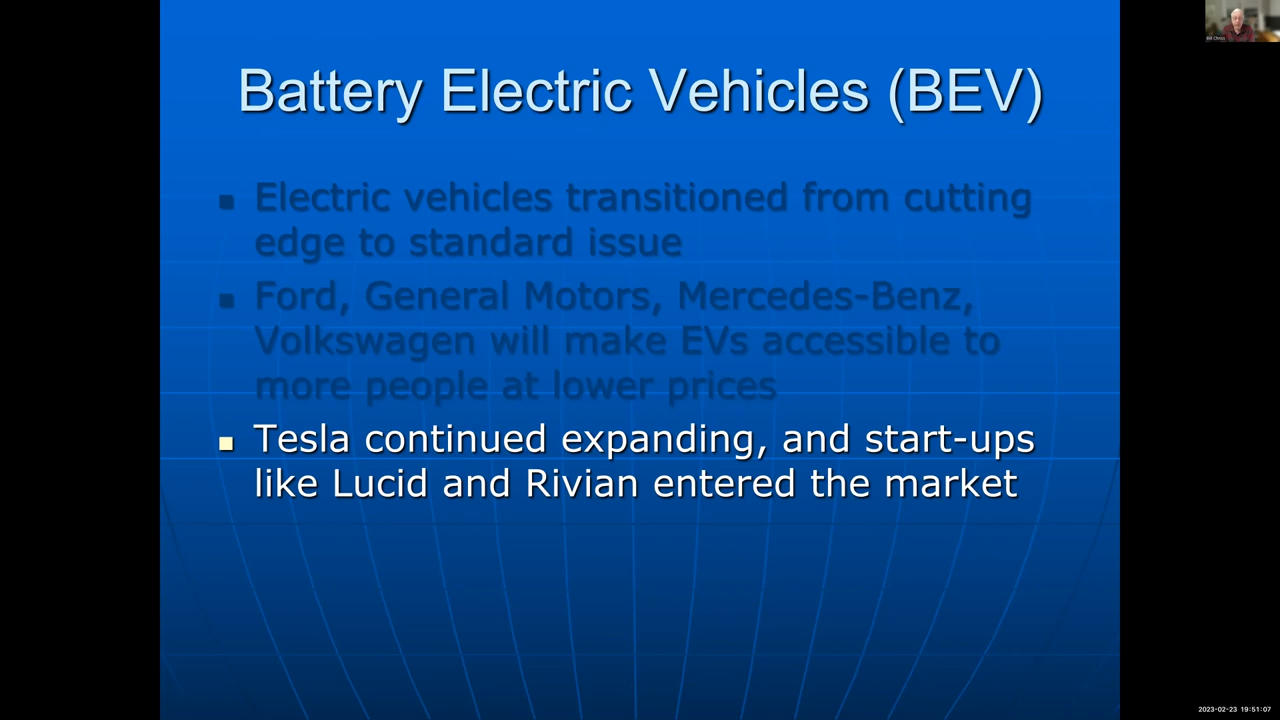 Battery Electric Vehicles (BEV)
Electric vehicles transitioned from cutting
edge to standard issue
Ford, General Motors, Mercedes-Benz,
Volkswagen will make EVs accessible to
more people at lower prices
Tesla continued expanding, and start-ups
like Lucid and Rivian entered the market
2023-02-23 19:51:07